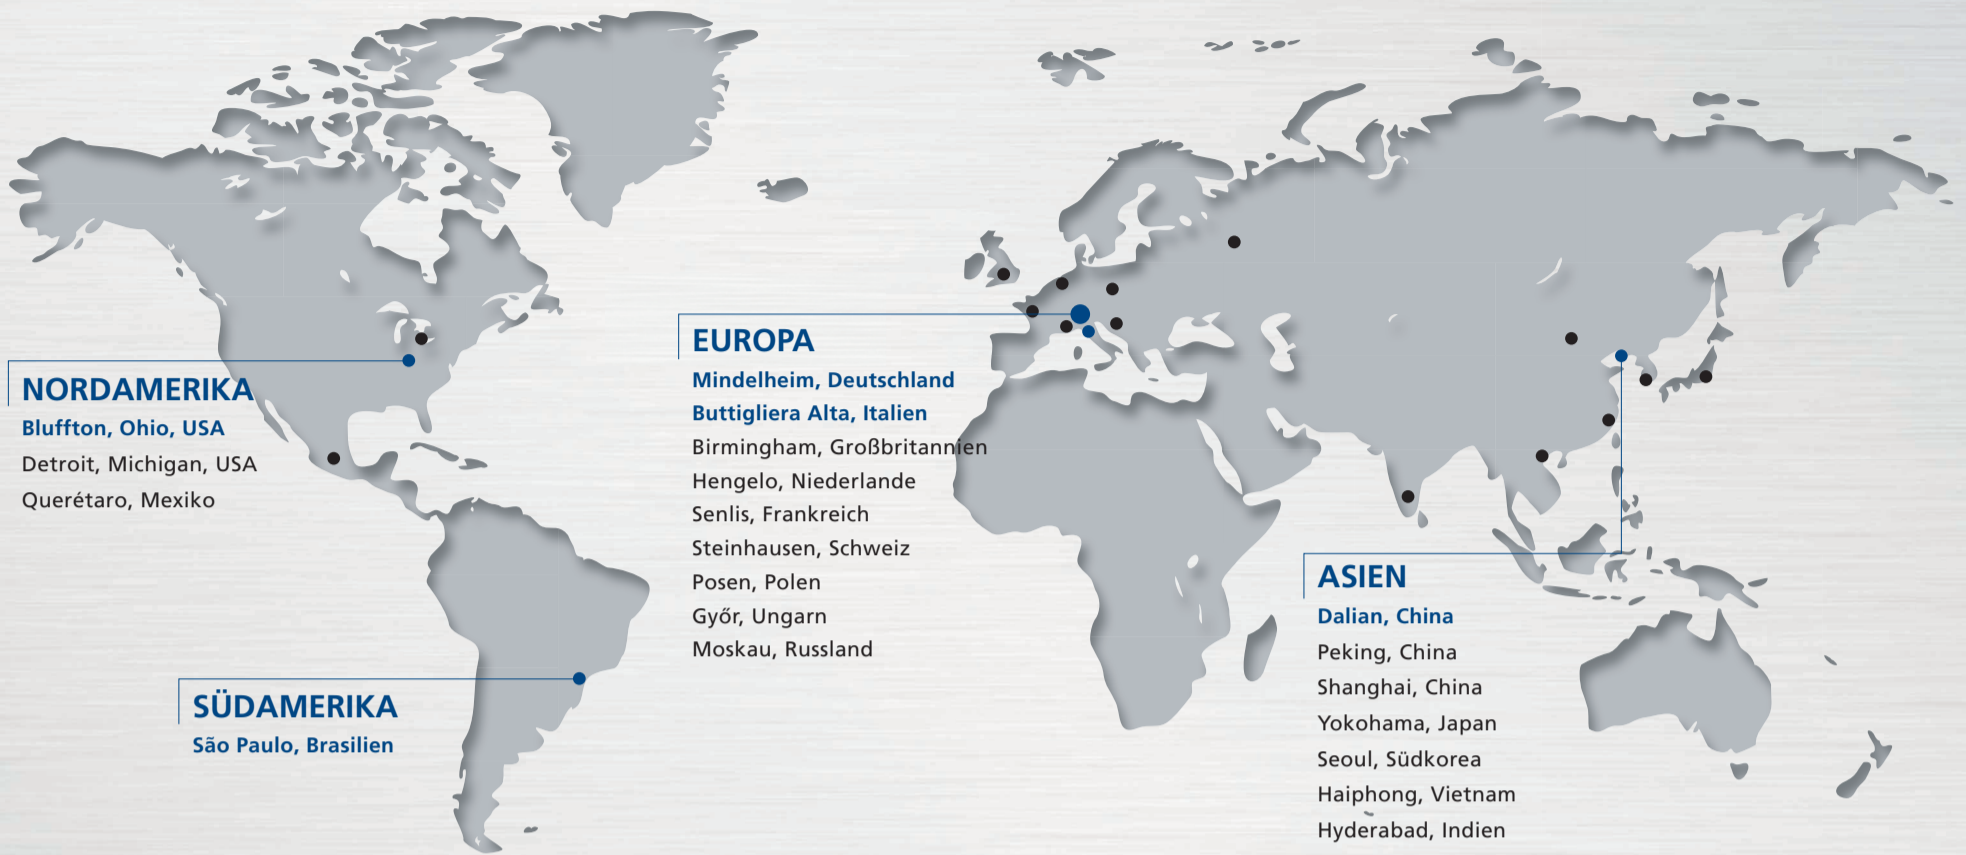 NORDAMERIKA
Bluffton, Ohio, USA
Detroit, Michigan, USA
Querétaro, Mexiko
SÜDAMERIKA
São Paulo, Brasilien
EUROPA
Mindelheim, Deutschland
Buttigliera Alta, Italien
Birmingham, Großbritannien
Hengelo, Niederlande
Senlis, Frankreich
Steinhausen, Schweiz
Posen, Polen
Győr, Ungarn
Moskau, Russland
ASIEN
Dalian, China
Peking, China
Shanghai, China
Yokohama, Japan
Seoul, Südkorea
Haiphong, Vietnam
Hyderabad, Indien